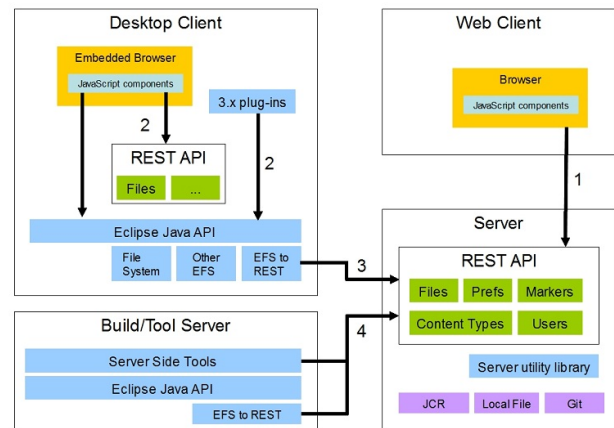 Desktop Client
Embedded Browser
JavaScript components
3.x plug-ins
2
2
REST API
Files
...
Eclipse Java API
File
System
Other
EFS
EFS to
REST
3
Build/Tool Server
4
Server Side Tools
Eclipse Java API
EFS to REST
Web Client
Browser
JavaScript components
1
Server
REST API
Files
Prefs
Markers
Content Types
Users
Server utility library
JCR
Local File
Git